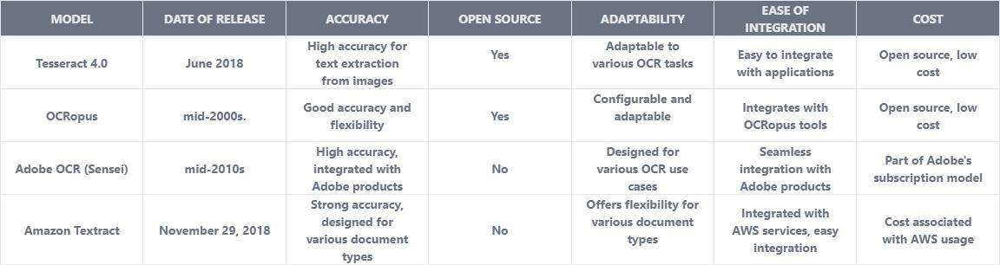 MODEL
DATE OF RELEASE
ACCURACY
OPEN SOURCE
ADAPTABILITY
EASE OF
INTEGRATION
COST
Tesseract 4.0
June 2018
High accuracy for
text extraction
from images
Yes
Adaptable to
various OCR tasks
Easy to integrate
with applications
Open source, low
cost
OCRopus
mid-2000s.
Good accuracy and
flexibility
Yes
Configurable and
adaptable
Integrates with
OCRopus tools
Open source, low
cost
Adobe OCR (Sensei)
mid-2010s
High accuracy,
integrated with
Adobe products
No
Designed for
various OCR use
cases
Seamless
integration with
Adobe products
Part of Adobe's
subscription model
Amazon Textract
November 29, 2018
Strong accuracy,
designed for
various document
types
No
Offers flexibility for
various document
types
Integrated with
AWS services, easy
integration
Cost associated
with AWS usage